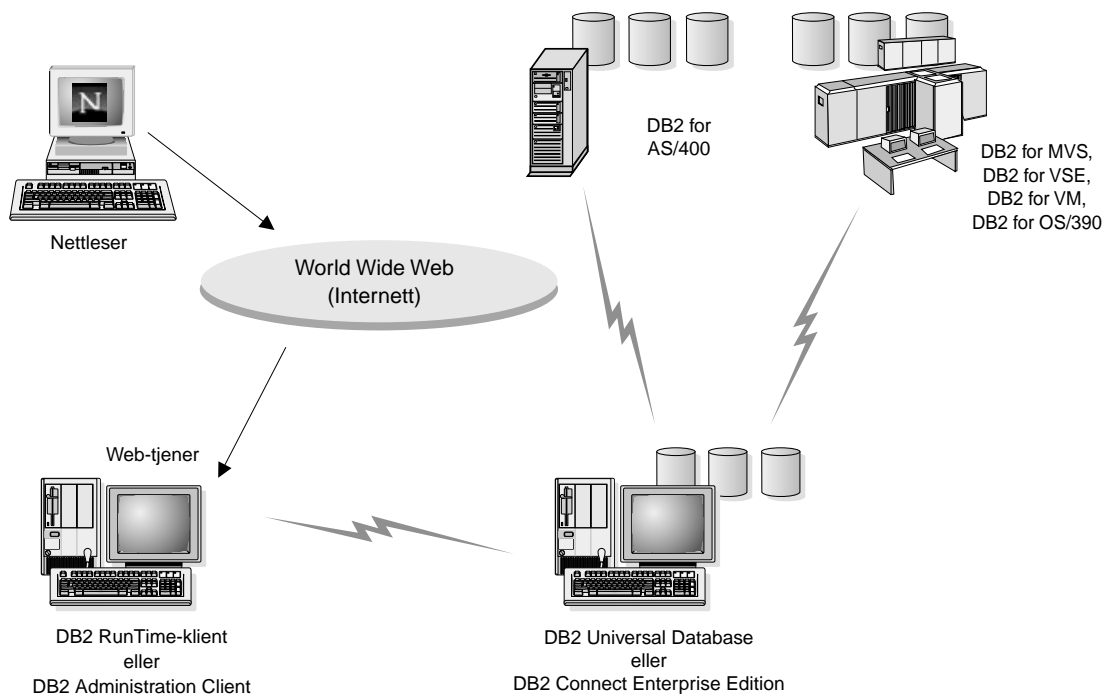 N
DB2 for
AS/400
DB2 for MVS,
DB2 for VSE,
DB2 for VM,
DB2 for OS/390
Nettleser
World Wide Web
(Internett)
Web-tjener
DB2 RunTime-klient
eller
DB2 Administration Client
DB2 Universal Database
eller
DB2 Connect Enterprise Edition